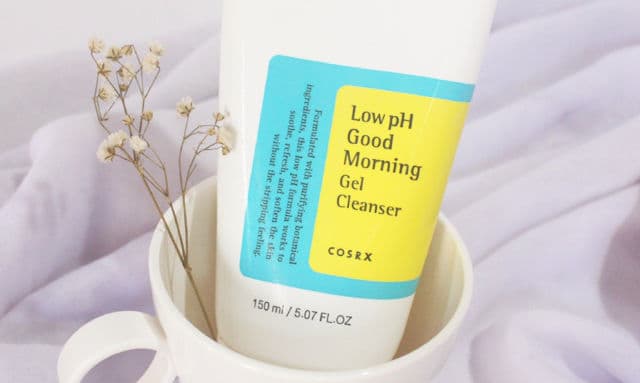 Formulated with purifying botanical
ingredients, this low pH formula works to
soothe, refresh, and soften the skin
without the stripping feeling.
Low pH
Good
Morning
Gel
Cleanser
COSRX
150 ml / 5.07 FL.OZ